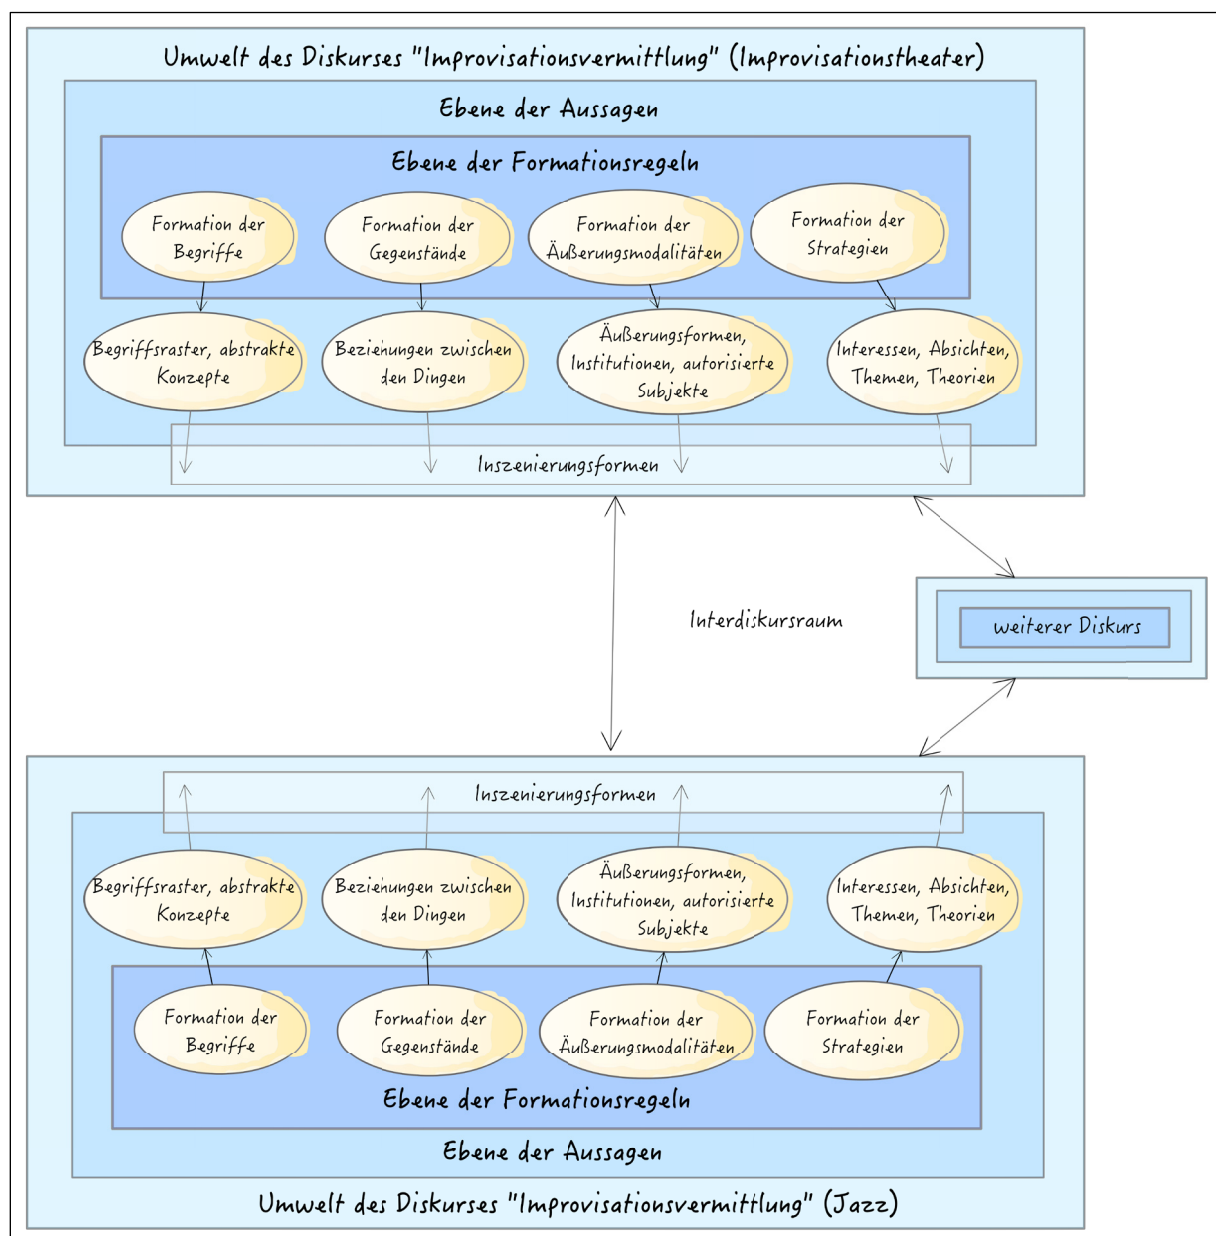 Umwelt des Diskurses "Improvisationsvermittlung" (Improvisationstheater)
Ebene der Aussagen
Ebene der Formationsregeln
Formation der
Begriffe
Formation der
Gegenstände
Formation der
Äußerungsmodalitäten
Formation der
Strategien
Begriffsraster, abstrakte
Konzepte
Beziehungen zwischen
den Dingen
Äußerungsformen,
Institutionen, autorisierte
Subjekte
Interessen, Absichten,
Themen, Theorien
Inszenierungsformen
Interdiskursraum
weiterer Diskurs
Inszenierungsformen
Begriffsraster, abstrakte
Konzepte
Beziehungen zwischen
den Dingen
Äußerungsformen,
Institutionen, autorisierte
Subjekte
Interessen, Absichten,
Themen, Theorien
Formation der
Begriffe
Formation der
Gegenstände
Formation der
Äußerungsmodalitäten
Formation der
Strategien
Ebene der Formationsregeln
Ebene der Aussagen
Umwelt des Diskurses "Improvisationsvermittlung" (Jazz)